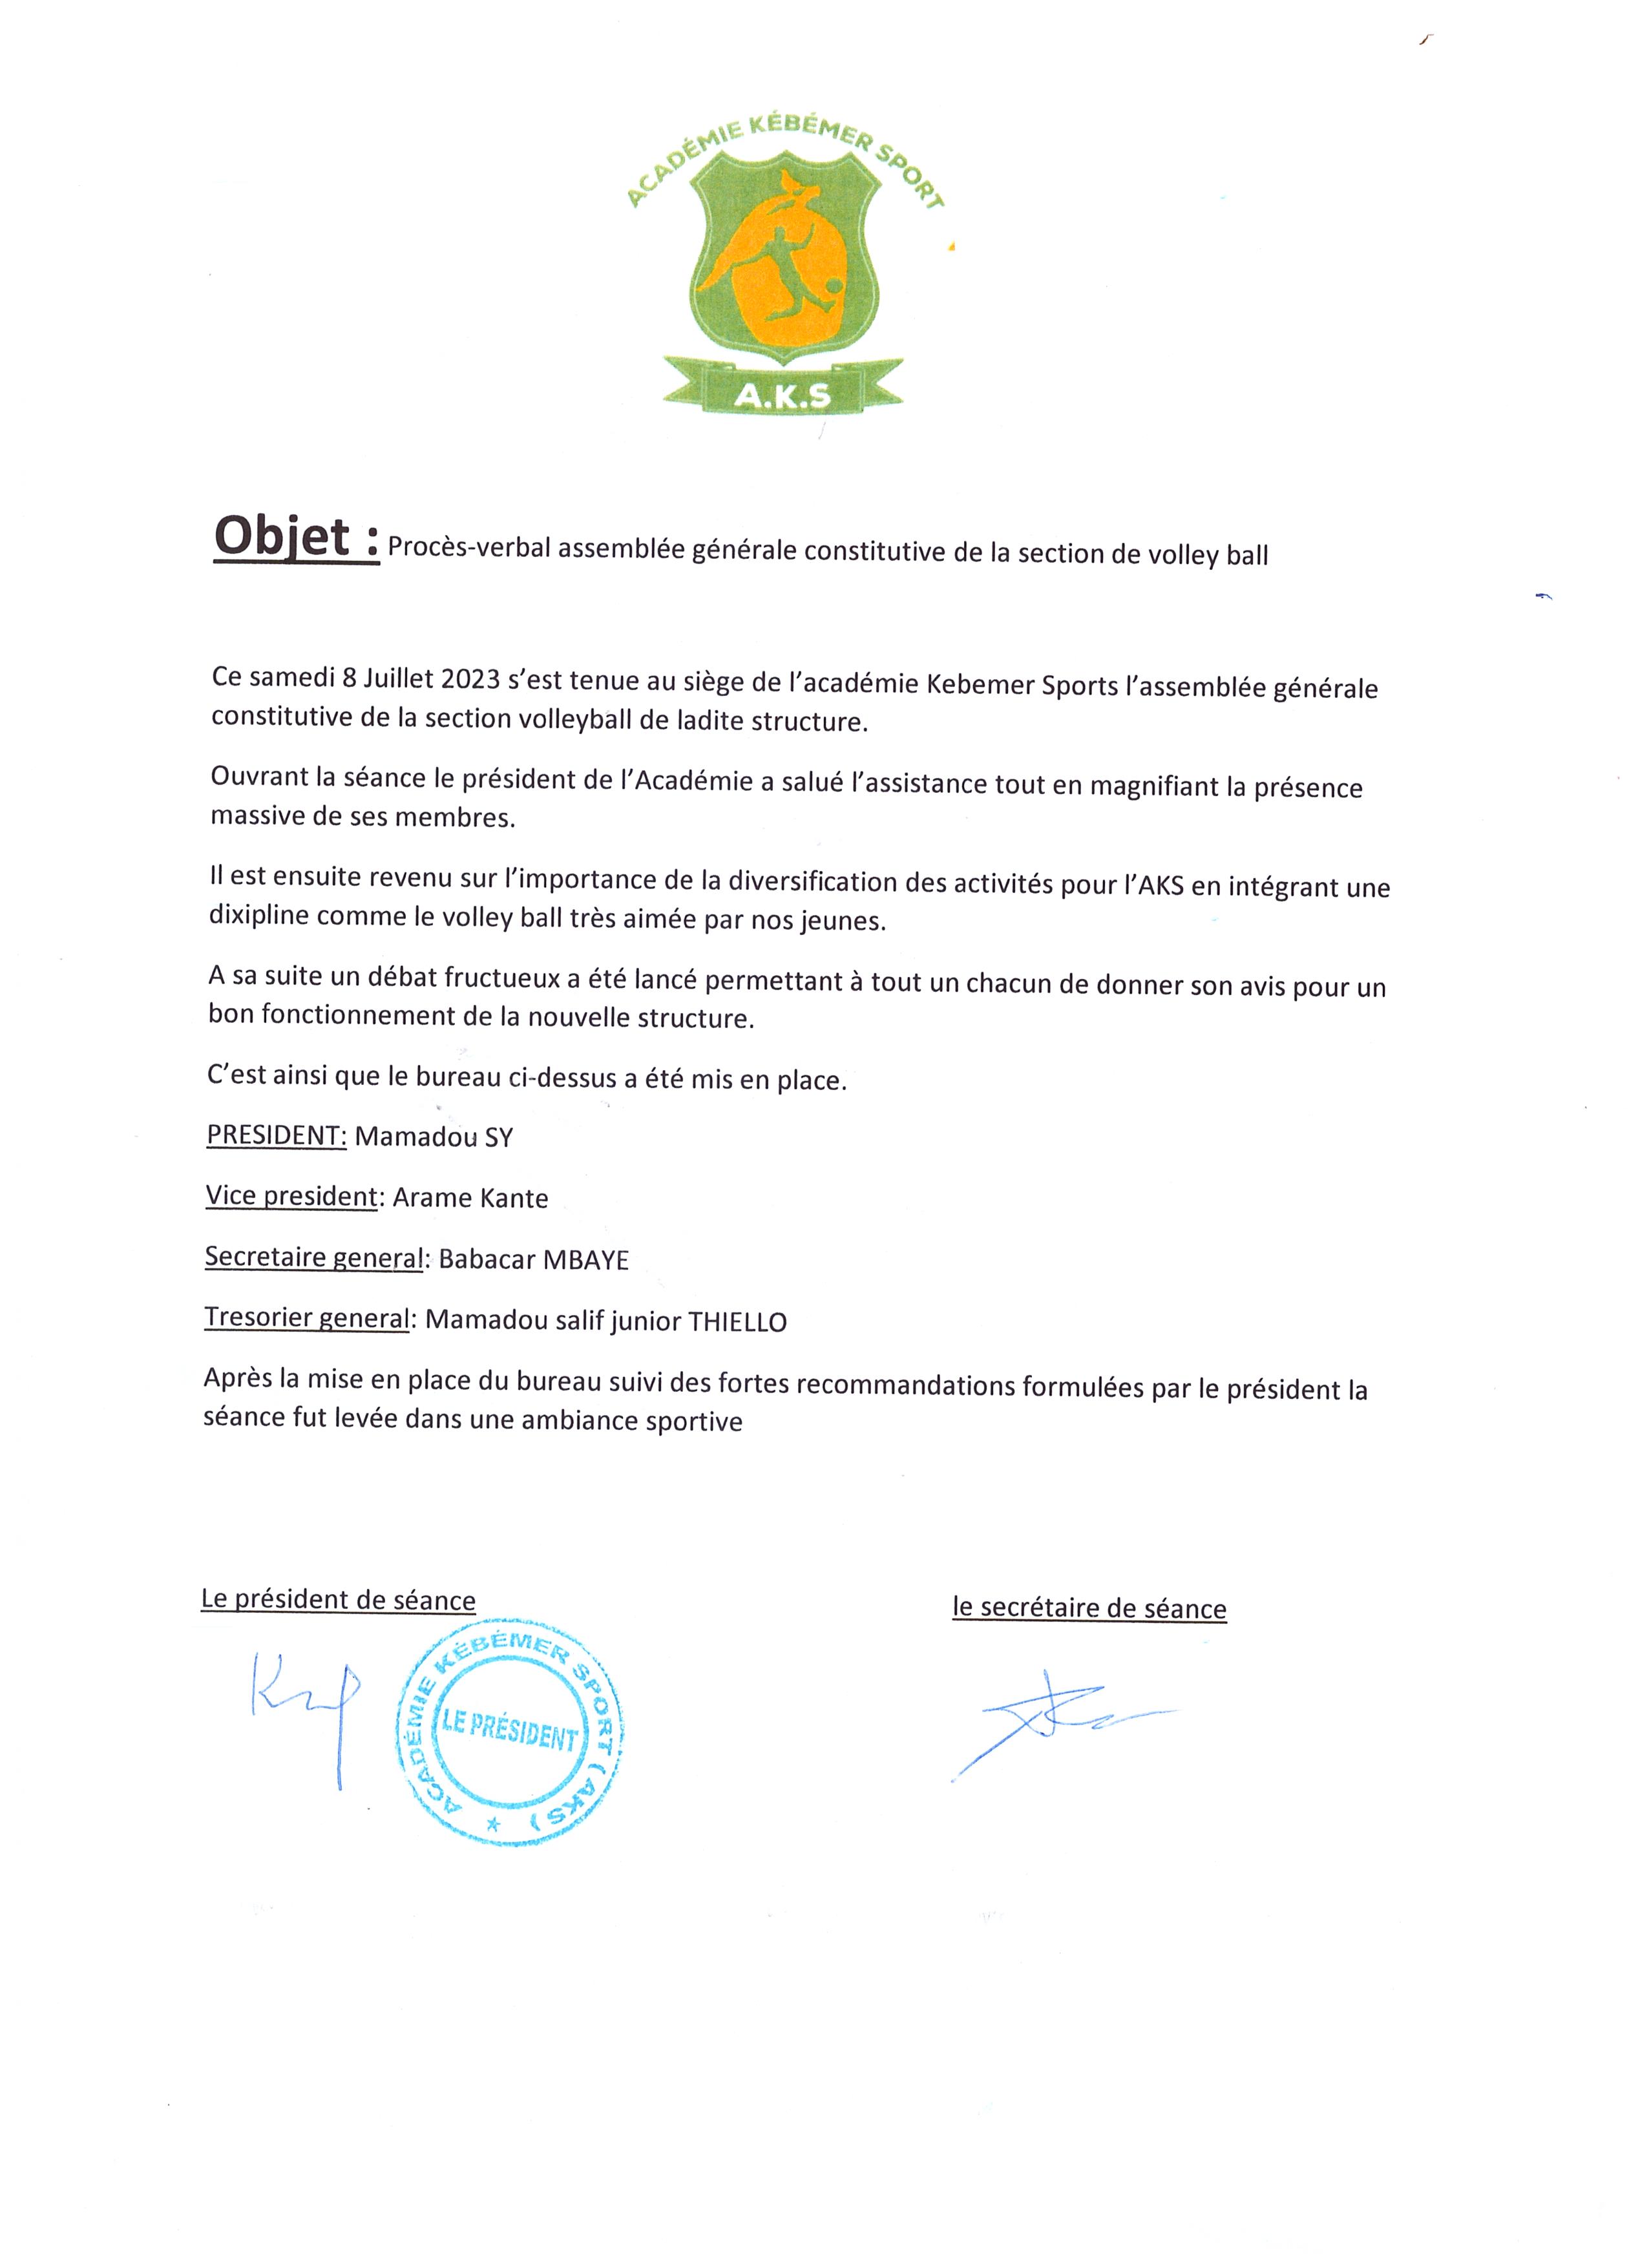 ACADÉMIE KÉBÉMER SPORT
A.K.S
Objet : Procès-verbal assemblée générale constitutive de la section de volley ball
Ce samedi 8 Juillet 2023 s’est tenue au siège de l’académie Kebemer Sports l’assemblée générale
constitutive de la section volleyball de ladite structure.
Ouvrant la séance le président de l’Académie a salué l’assistance tout en magnifiant la présence
massive de ses membres.
Il est ensuite revenu sur l’importance de la diversification des activités pour l’AKS en intégrant une
dixipline comme le volley ball très aimée par nos jeunes.
A sa suite un débat fructueux a été lancé permettant à tout un chacun de donner son avis pour un
bon fonctionnement de la nouvelle structure.
C’est ainsi que le bureau ci-dessus a été mis en place.
PRESIDENT: Mamadou SY
Vice president: Arame Kante
Secretaire general: Babacar MBAYE
Tresorier general: Mamadou salif junior THIELLO
Après la mise en place du bureau suivi des fortes recommandations formulées par le président la
séance fut levée dans une ambiance sportive
Le président de séance le secrétaire de séance
ACADÉMIE KÉBÉMER SPORT (AKS)
LE PRÉSIDENT